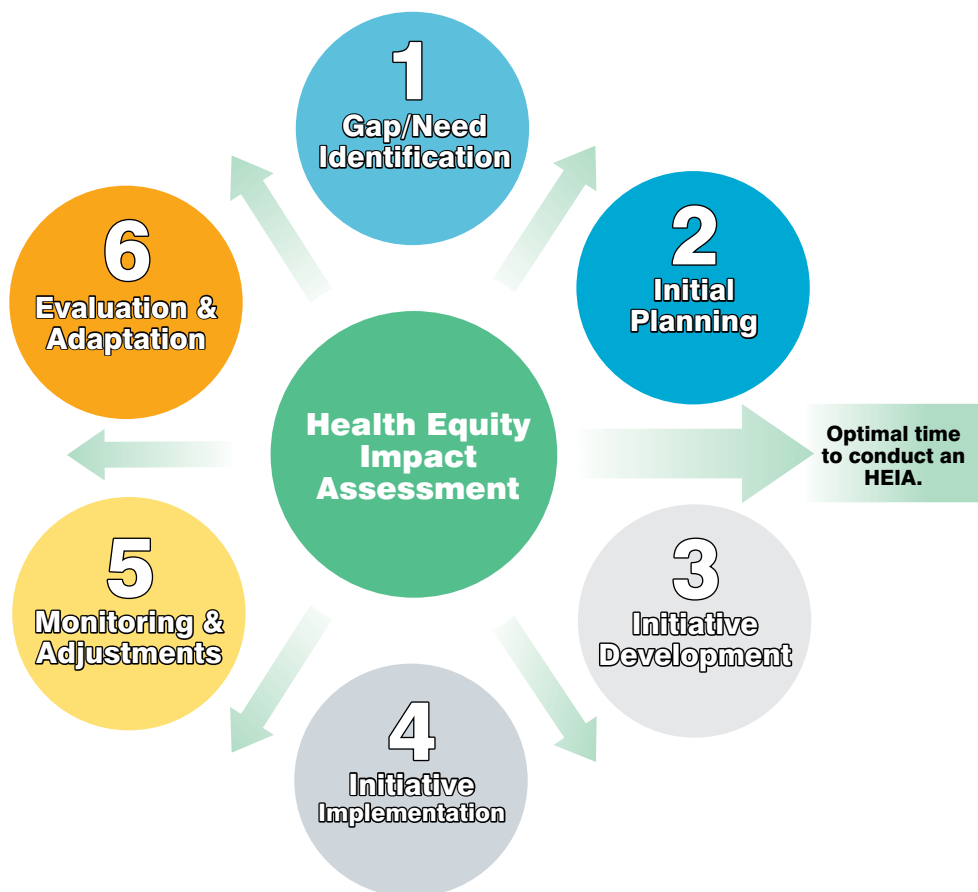 1
Gap/Need
Identification
2
Initial
Planning
Optimal time
to conduct an
HEIA.
3
Initiative
Development
4
Initiative
Implementation
5
Monitoring &
Adjustments
6
Evaluation &
Adaptation
Health Equity
Impact
Assessment